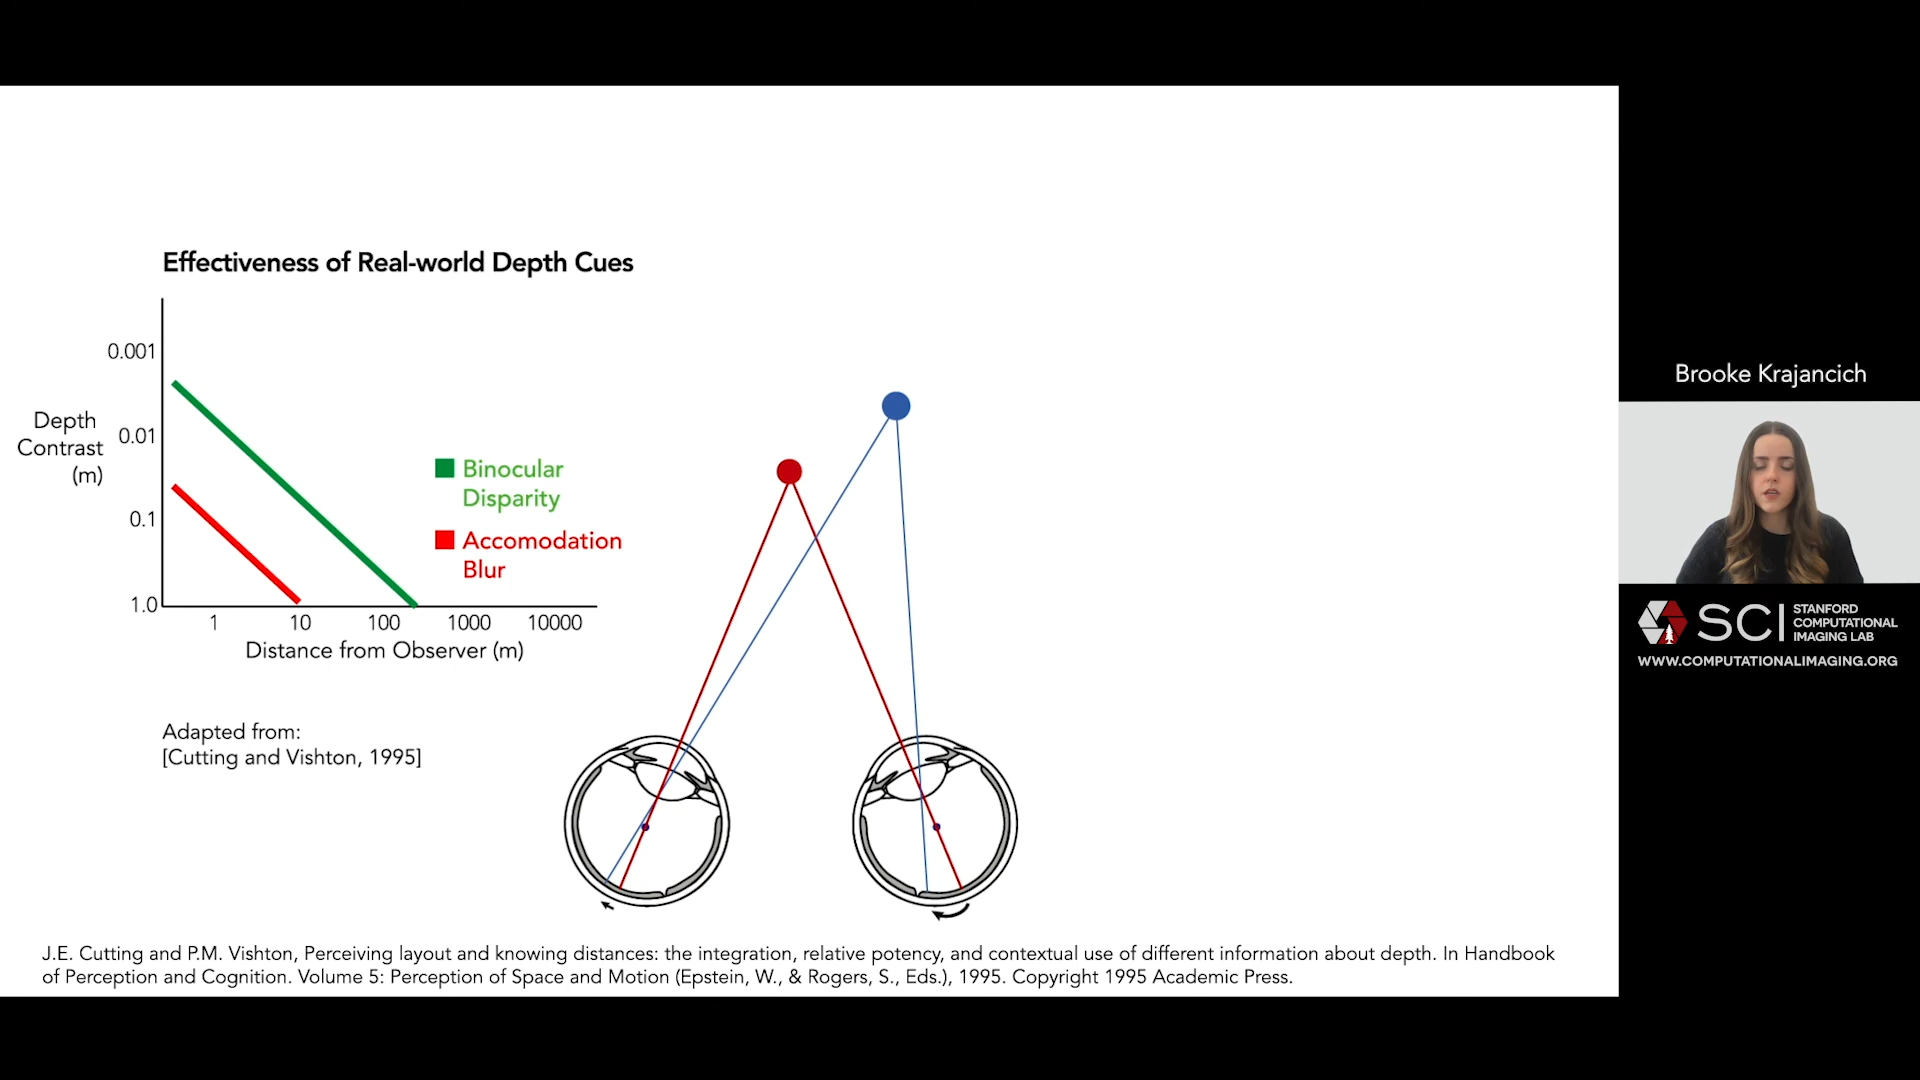 Effectiveness of Real-world Depth Cues
0.001
Depth
Contrast
(m)
0.01
0.1
1.0
Binocular
Disparity
Accomodation
Blur
1 10 100 1000 10000
Distance from Observer (m)
Adapted from:
[Cutting and Vishton, 1995]
J.E. Cutting and P.M. Vishton, Perceiving layout and knowing distances: the integration, relative potency, and contextual use of different information about depth. In Handbook
of Perception and Cognition. Volume 5: Perception of Space and Motion (Epstein, W., & Rogers, S., Eds.), 1995. Copyright 1995 Academic Press.
Brooke Krajancich
SCI
STANFORD
COMPUTATIONAL
IMAGING LAB
WWW.COMPUTATIONALIMAGING.ORG